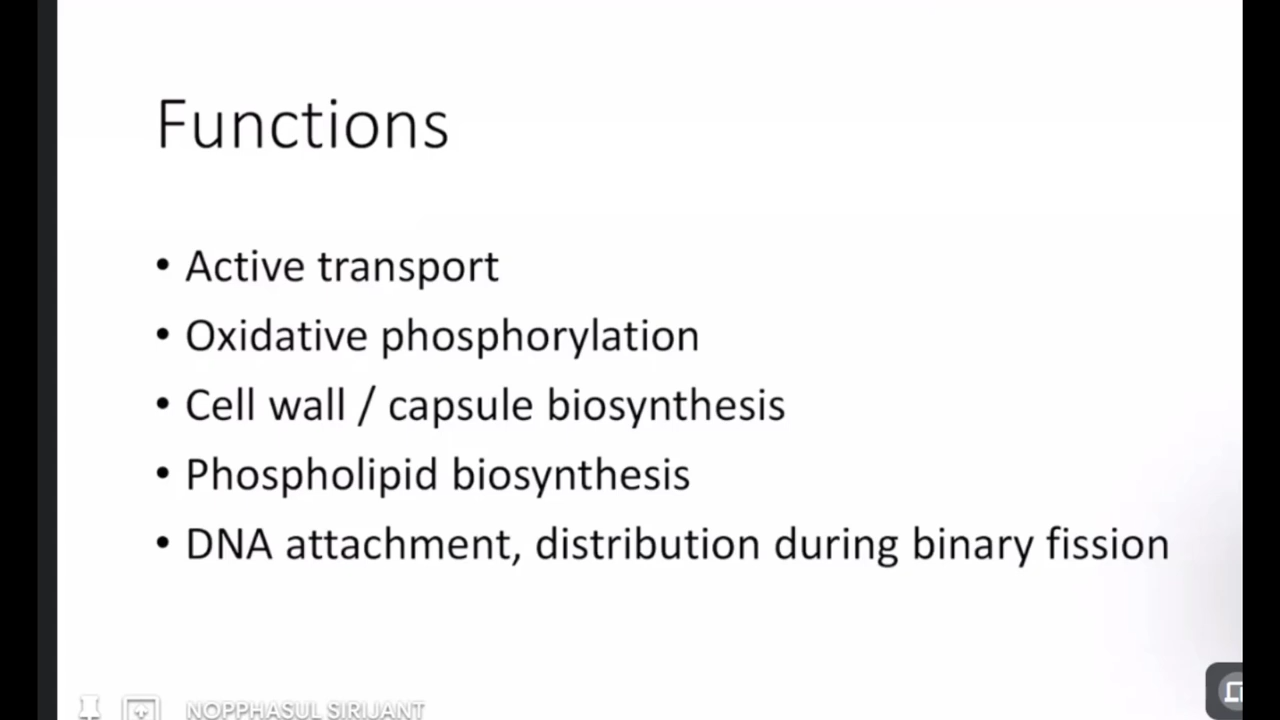 Functions
• Active transport
• Oxidative phosphorylation
• Cell wall / capsule biosynthesis
• Phospholipid biosynthesis
• DNA attachment, distribution during binary fission
NOPPHASUL SIRIJANT